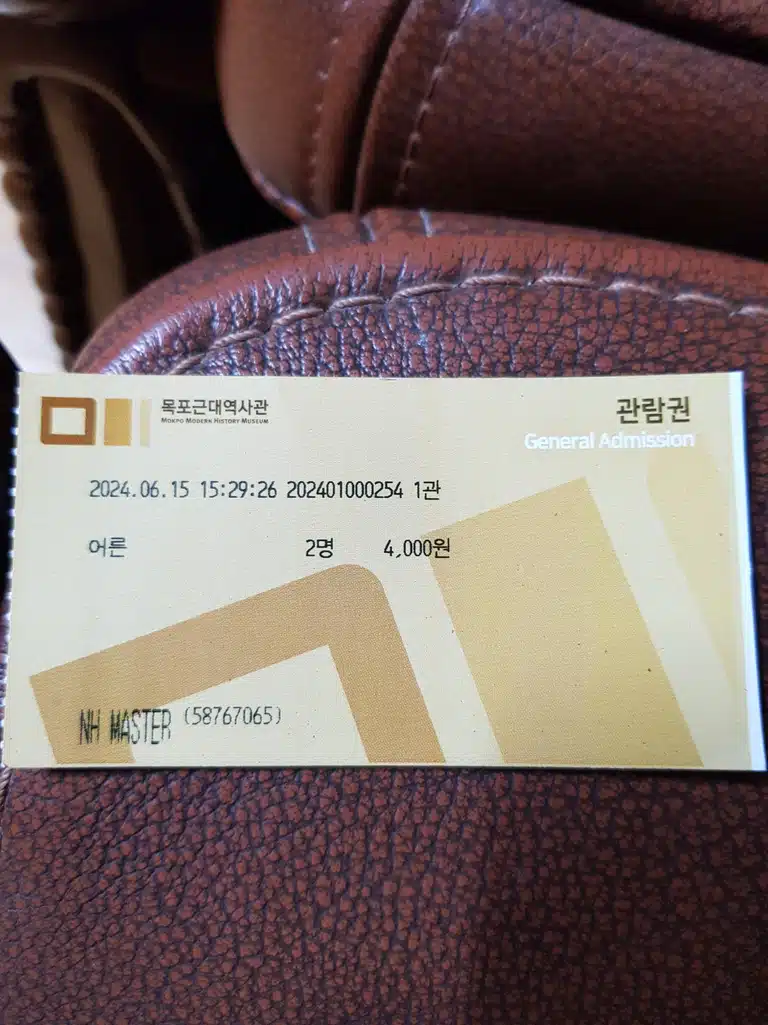 목포근대역사관
MOKPO MODERN HISTORY MUSEUM
관람권
General Admission
2024.06.15 15:29:26 202401000254 1관
어른 2명 4,000원
NH MASTER (58767065)